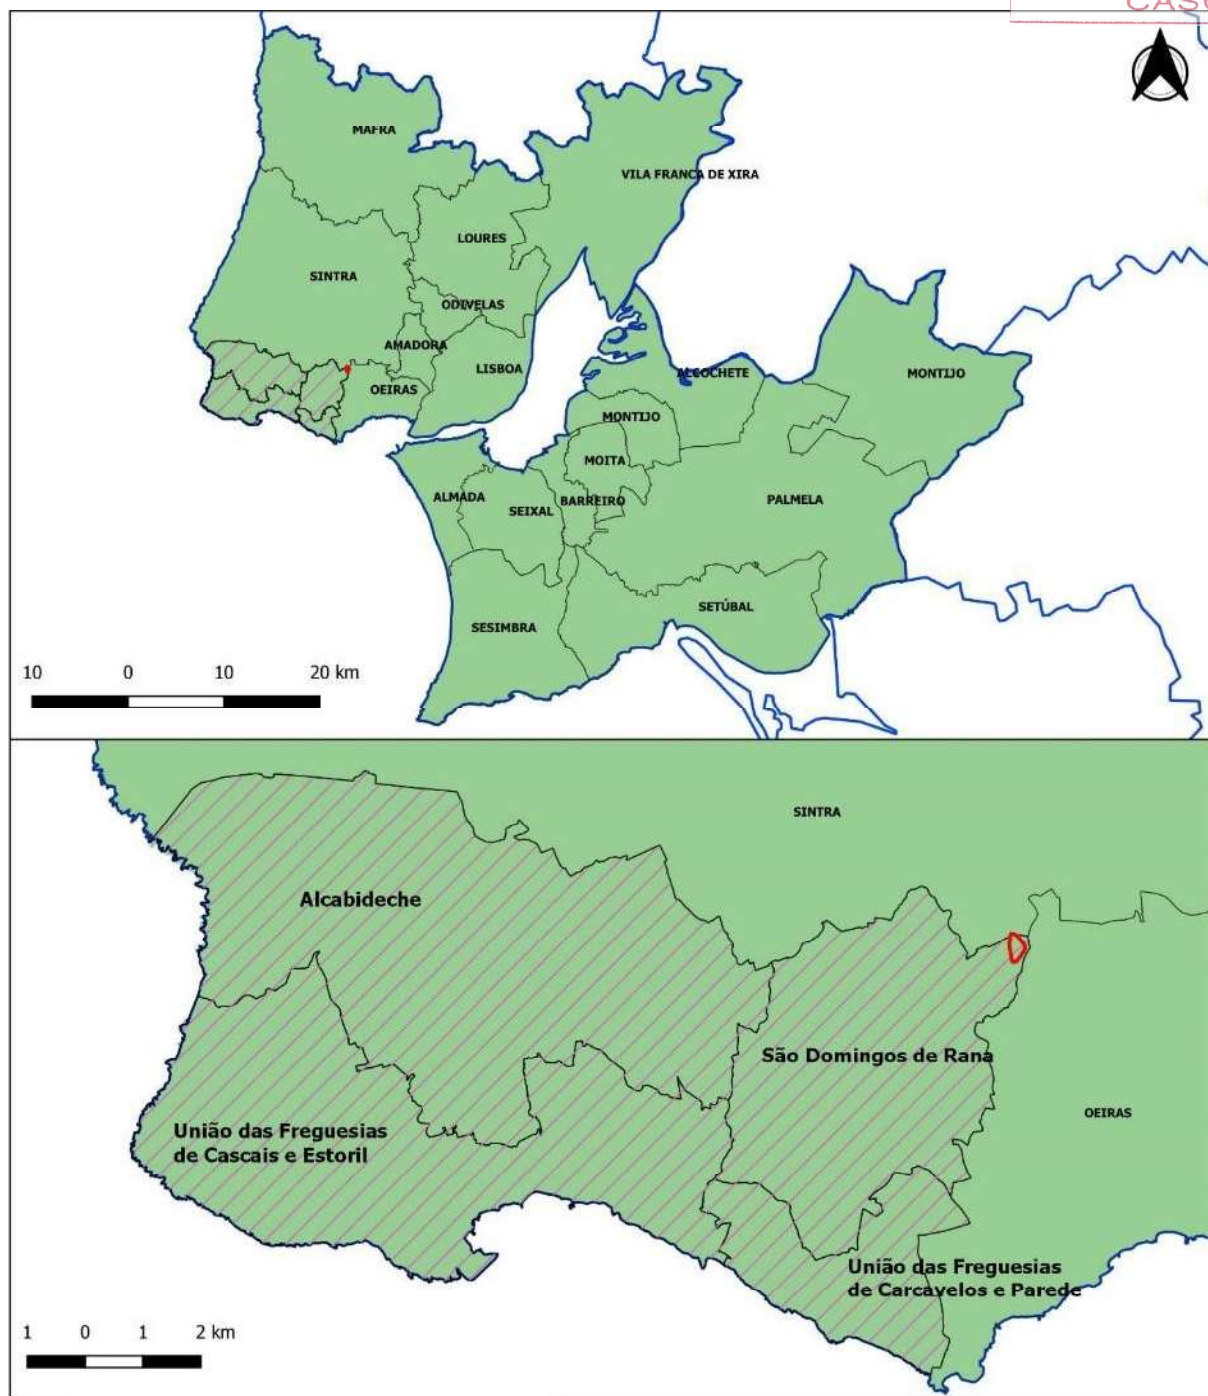 MAFRA
VILA FRANCA DE XIRA
LOURES
SINTRA
ODIVELAS
AMADORA
LISBOA
OEIRAS
ALCOCHETE
MONTIJO
MONTIJO
MOITA
ALMADA
SEIXAL
BARREIRO
PALMELA
SESIMBRA
SETÚBAL
10 0 10 20 km
SINTRA
Alcabideche
São Domingos de Rana
OEIRAS
União das Freguesias
de Cascais e Estoril
União das Freguesias
de Carcavelos e Parede
1 0 1 2 km